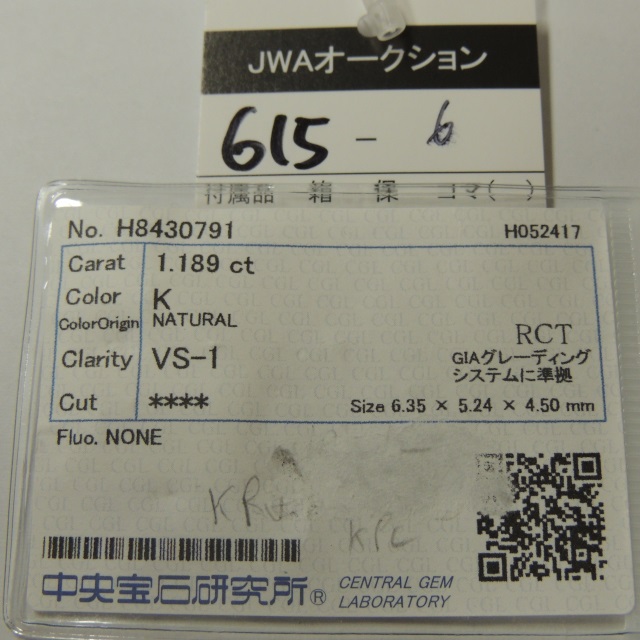 JWAオークション
615 - 6
付属品 箱 保 コマ( )
No. H8430791 H052417
Carat 1.189 ct
Color K
ColorOrigin NATURAL
Clarity VS-1
RCT
GIAグレーディング
システムに準拠
Cut ****
Size 6.35 × 5.24 × 4.50 mm
Fluo. NONE
中央宝石研究所® CENTRAL GEM
LABORATORY